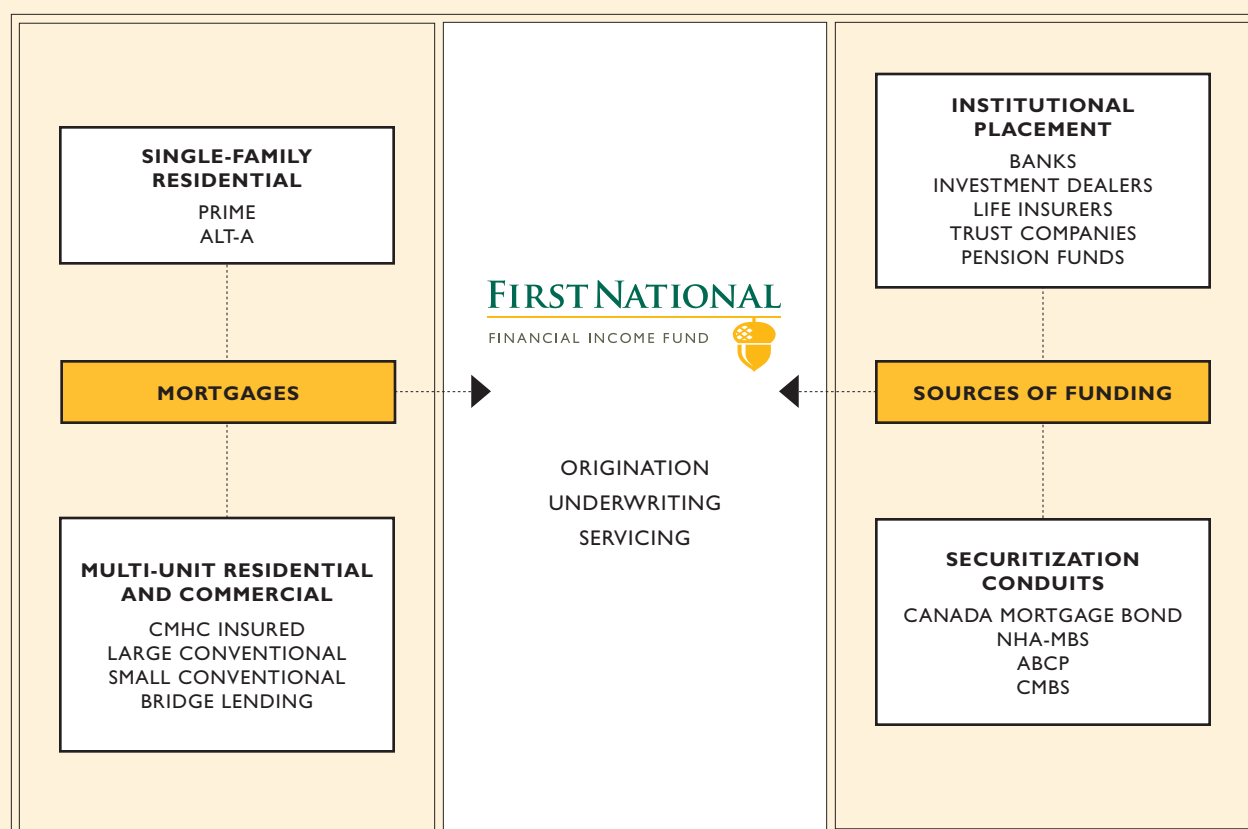 SINGLE-FAMILY
RESIDENTIAL
PRIME
ALT-A
MORTGAGES
MULTI-UNIT RESIDENTIAL
AND COMMERCIAL
CMHC INSURED
LARGE CONVENTIONAL
SMALL CONVENTIONAL
BRIDGE LENDING
FIRST NATIONAL
FINANCIAL INCOME FUND
ORIGINATION
UNDERWRITING
SERVICING
INSTITUTIONAL
PLACEMENT
BANKS
INVESTMENT DEALERS
LIFE INSURERS
TRUST COMPANIES
PENSION FUNDS
SOURCES OF FUNDING
SECURITIZATION
CONDUITS
CANADA MORTGAGE BOND
NHA-MBS
ABCP
CMBS